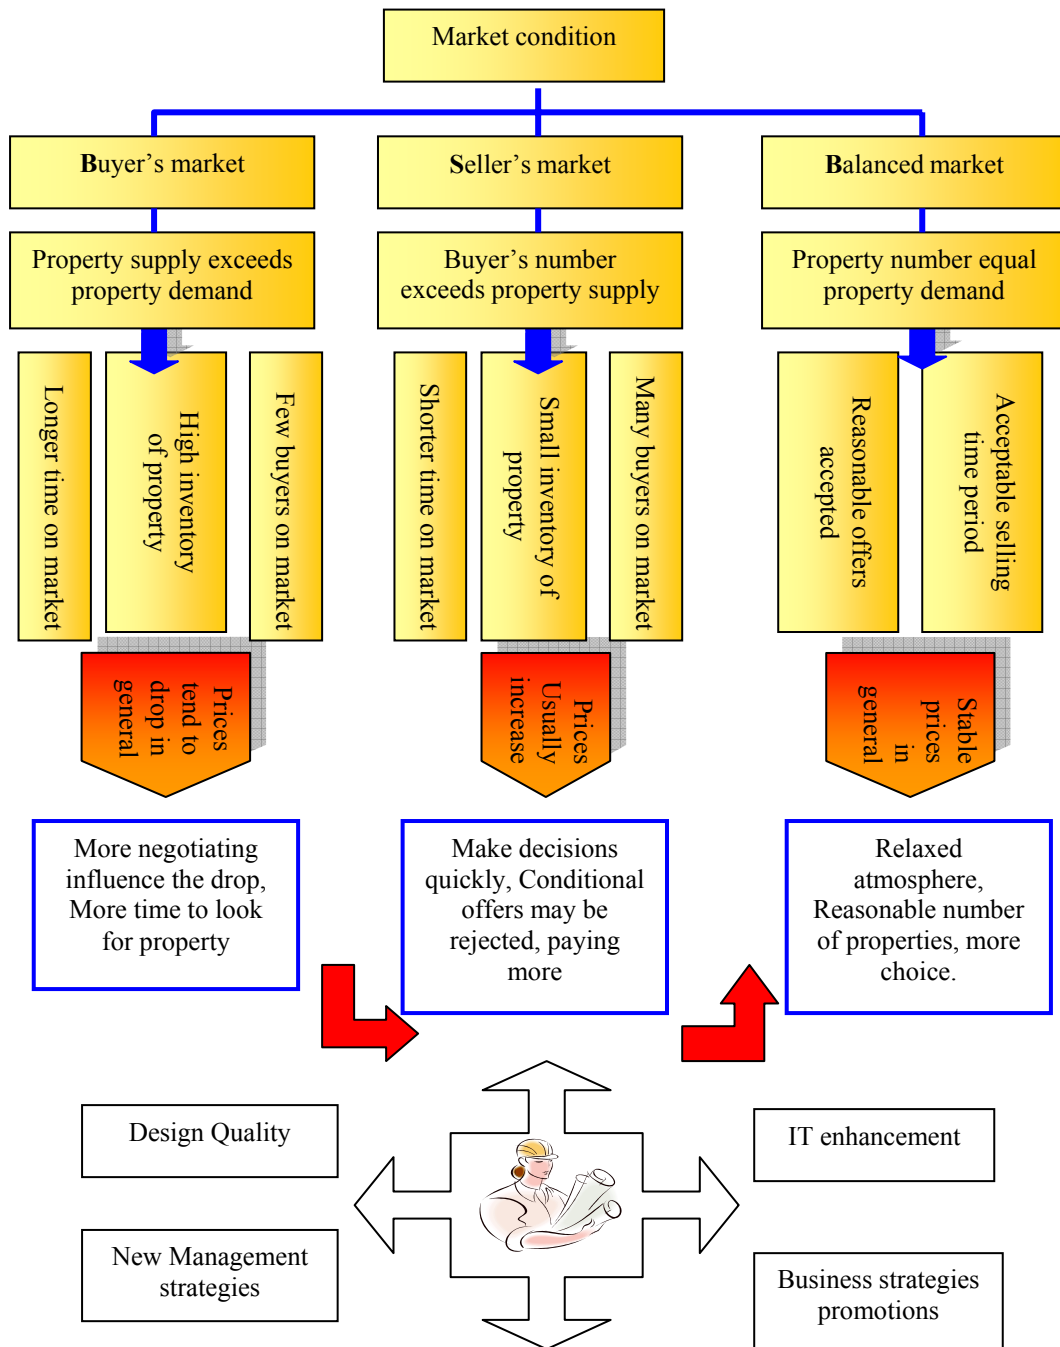 Market condition
Buyer's market
Seller's market
Balanced market
Property supply exceeds
property demand
Buyer's number
exceeds property supply
Property number equal
property demand
Longer time on market
High inventory
of property
Few buyers on market
Shorter time on market
Small inventory of
property
Many buyers on market
Reasonable offers
accepted
Acceptable selling
time period
Prices
tend to
drop in
general
Prices
Usually
increase
Stable
prices
in
general
More negotiating
influence the drop,
More time to look
for property
Make decisions
quickly, Conditional
offers may be
rejected, paying
more
Relaxed
atmosphere,
Reasonable number
of properties, more
choice.
Design Quality
IT enhancement
New Management
strategies
Business strategies
promotions